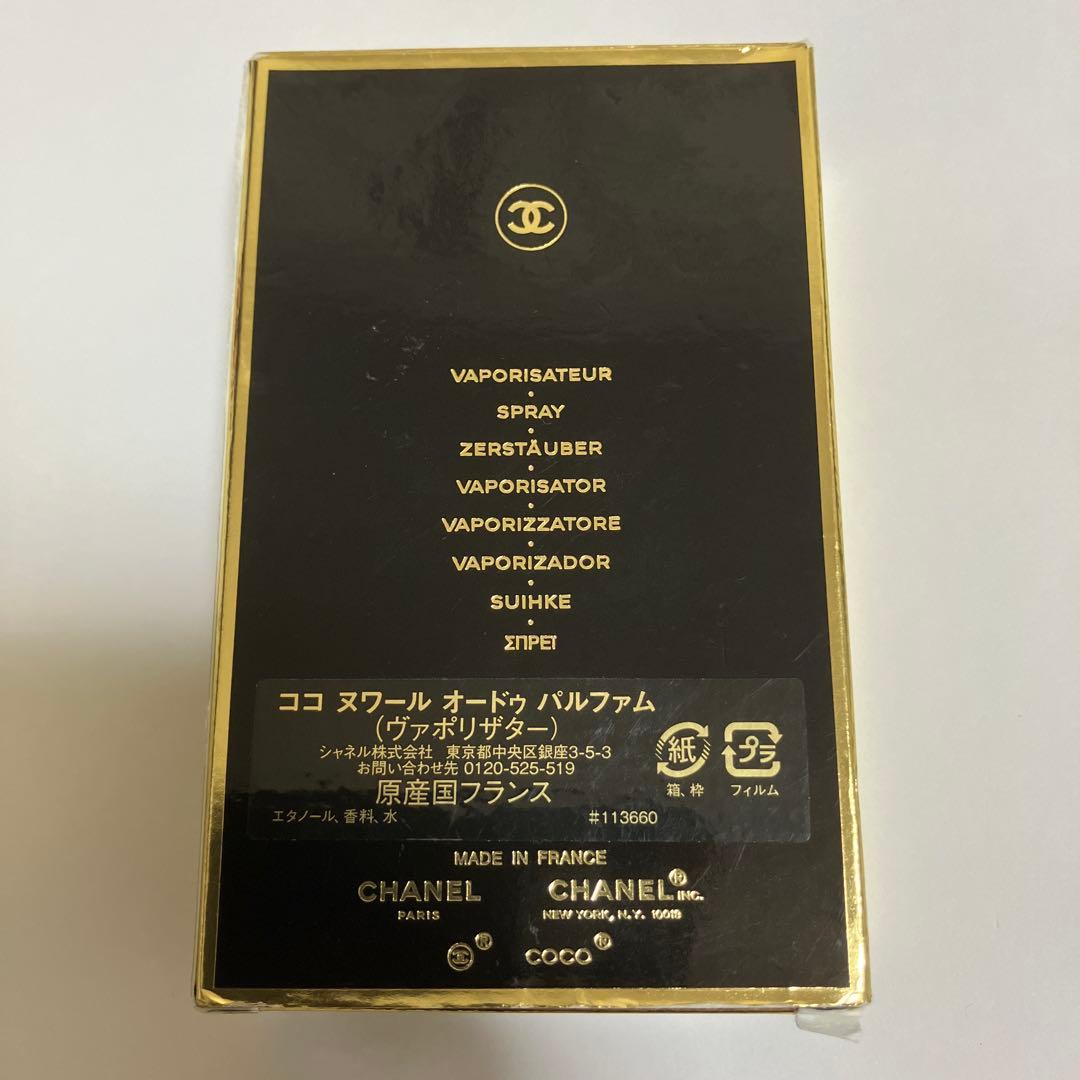 VAPORISATEUR
SPRAY
ZERSTÄUBER
VAPORISATOR
VAPORIZZATORE
VAPORIZADOR
SUIHKE
ΣΠΡΕΪ
ココ ヌワール オードゥ パルファム
(ヴァポリザター)
シャネル株式会社 東京都中央区銀座3-5-3
お問い合わせ先 0120-525-519
原産国フランス
エタノール、香料、水 #113660
紙 プラ
箱、枠 フィルム
MADE IN FRANCE
CHANEL CHANEL® INC.
PARIS NEW YORK, N.Y. 10019
® COCO®